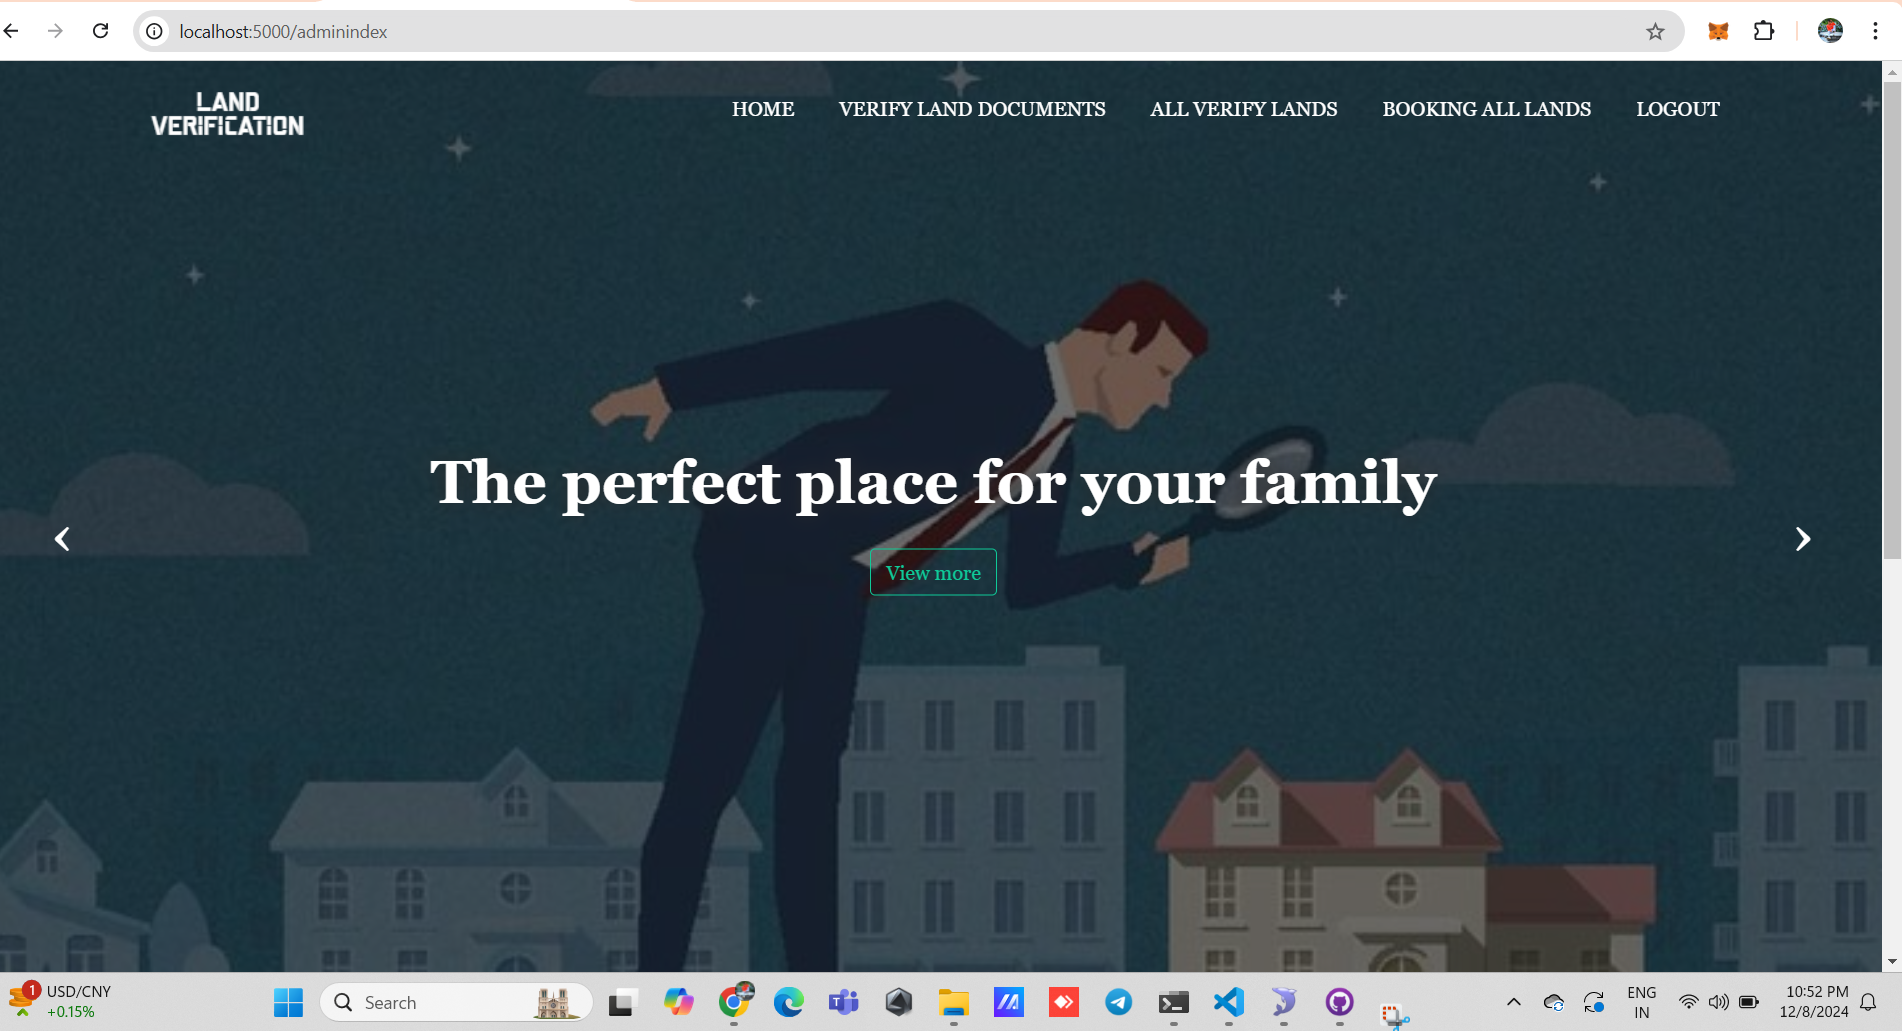 localhost:5000/adminindex
LAND
VERIFICATION
HOME
VERIFY LAND DOCUMENTS
ALL VERIFY LANDS
BOOKING ALL LANDS
LOGOUT
The perfect place for your family
View more
1
USD/CNY
+0.15%
Search
ENG
IN
10:52 PM
12/8/2024